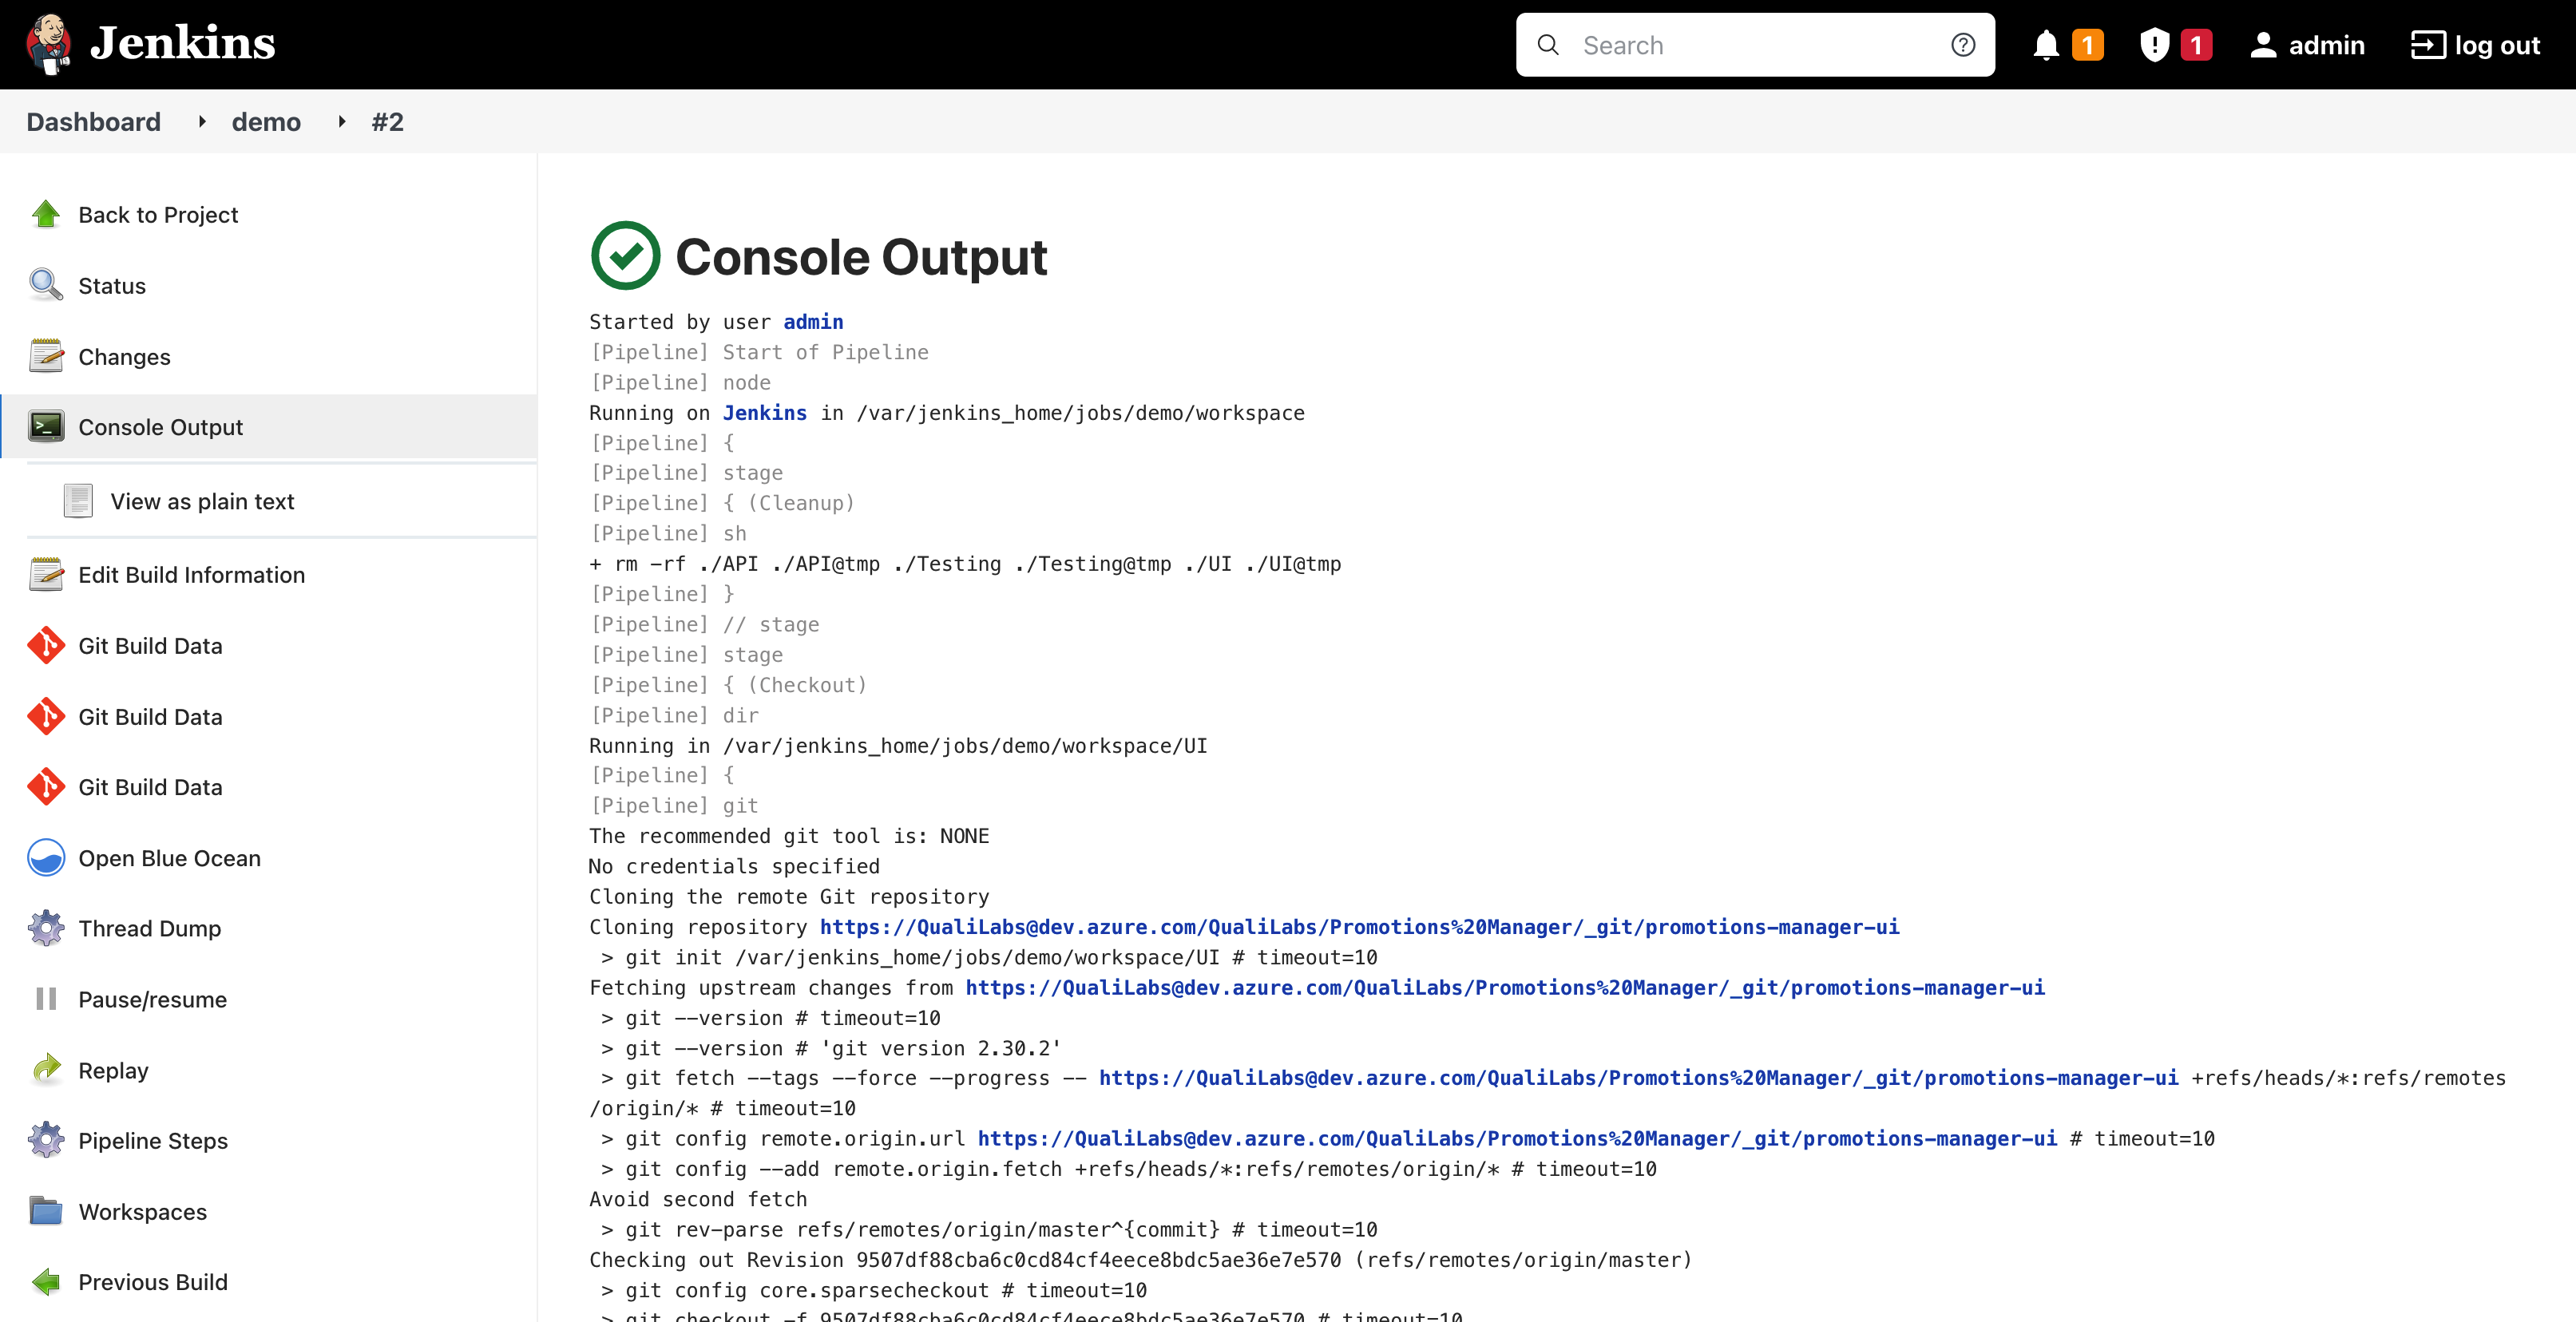 Jenkins
Search
1
1
admin
log out
Dashboard
demo
#2
Back to Project
Status
Changes
Console Output
View as plain text
Edit Build Information
Git Build Data
Git Build Data
Git Build Data
Open Blue Ocean
Thread Dump
Pause/resume
Replay
Pipeline Steps
Workspaces
Previous Build
Console Output
Started by user admin
[Pipeline] Start of Pipeline
[Pipeline] node
Running on Jenkins in /var/jenkins_home/jobs/demo/workspace
[Pipeline] {
[Pipeline] stage
[Pipeline] { (Cleanup)
[Pipeline] sh
+ rm -rf ./API ./API@tmp ./Testing ./Testing@tmp ./UI ./UI@tmp
[Pipeline] }
[Pipeline] // stage
[Pipeline] stage
[Pipeline] { (Checkout)
[Pipeline] dir
Running in /var/jenkins_home/jobs/demo/workspace/UI
[Pipeline] {
[Pipeline] git
The recommended git tool is: NONE
No credentials specified
Cloning the remote Git repository
Cloning repository https://QualiLabs@dev.azure.com/QualiLabs/Promotions%20Manager/_git/promotions-manager-ui
> git init /var/jenkins_home/jobs/demo/workspace/UI # timeout=10
Fetching upstream changes from https://QualiLabs@dev.azure.com/QualiLabs/Promotions%20Manager/_git/promotions-manager-ui
> git --version # timeout=10
> git --version # 'git version 2.30.2'
> git fetch --tags --force --progress -- https://QualiLabs@dev.azure.com/QualiLabs/Promotions%20Manager/_git/promotions-manager-ui +refs/heads/*:refs/remotes
/origin/* # timeout=10
> git config remote.origin.url https://QualiLabs@dev.azure.com/QualiLabs/Promotions%20Manager/_git/promotions-manager-ui # timeout=10
> git config --add remote.origin.fetch +refs/heads/*:refs/remotes/origin/* # timeout=10
Avoid second fetch
> git rev-parse refs/remotes/origin/master^{commit} # timeout=10
Checking out Revision 9507df88cba6c0cd84cf4eece8bdc5ae36e7e570 (refs/remotes/origin/master)
> git config core.sparsecheckout # timeout=10
> git checkout -f 9507df88cba6c0cd84cf4eece8bdc5ae36e7e570 # timeout=10